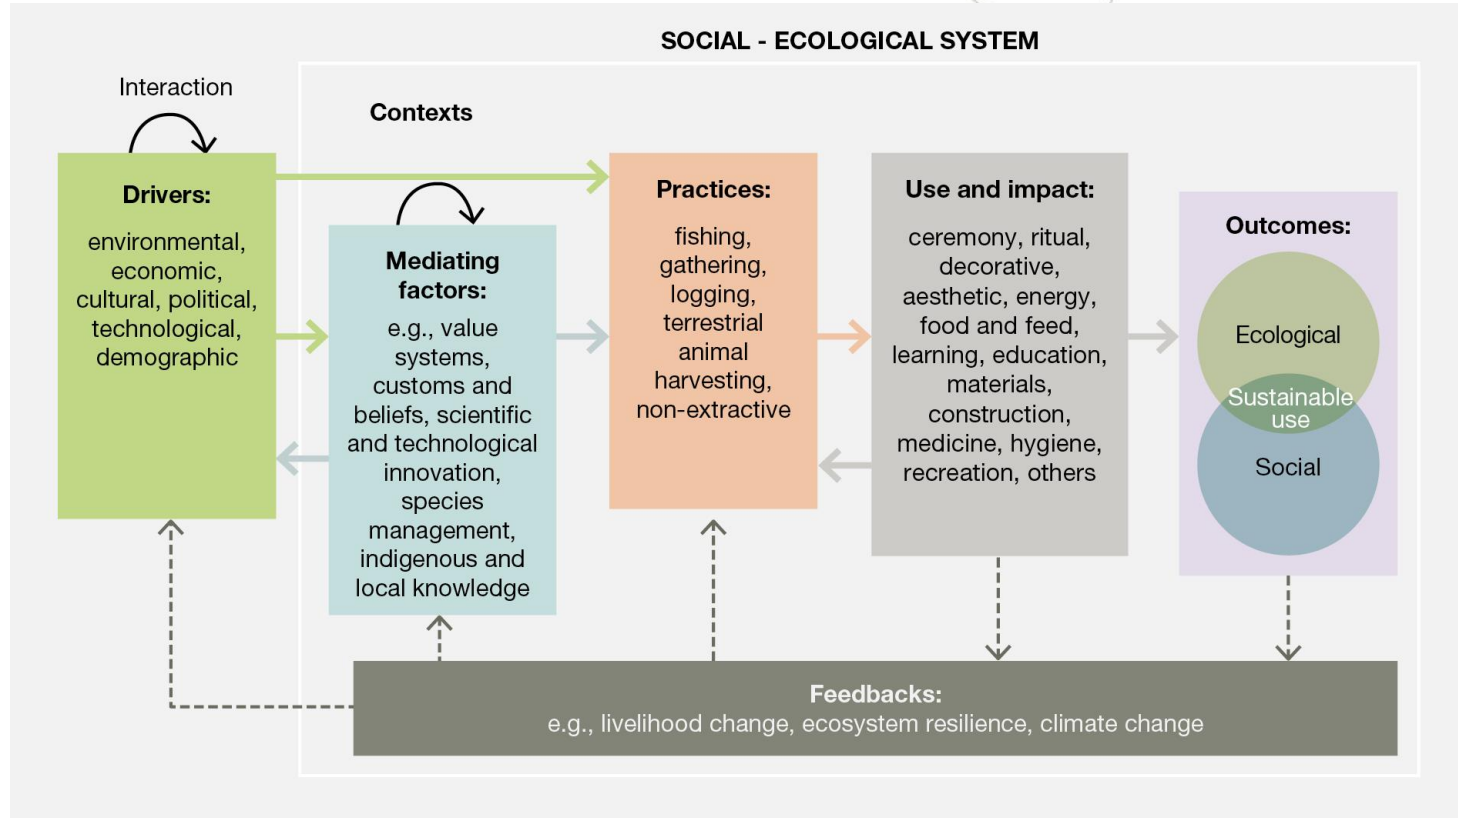 SOCIAL - ECOLOGICAL SYSTEM
Interaction
Contexts
Drivers:
environmental,
economic,
cultural, political,
technological,
demographic
Mediating
factors:
e.g., value
systems,
customs and
beliefs, scientific
and technological
innovation,
species
management,
indigenous and
local knowledge
Practices:
fishing,
gathering,
logging,
terrestrial
animal
harvesting,
non-extractive
Use and impact:
ceremony, ritual,
decorative,
aesthetic, energy,
food and feed,
learning, education,
materials,
construction,
medicine, hygiene,
recreation, others
Outcomes:
Ecological
Sustainable
use
Social
Feedbacks:
e.g., livelihood change, ecosystem resilience, climate change